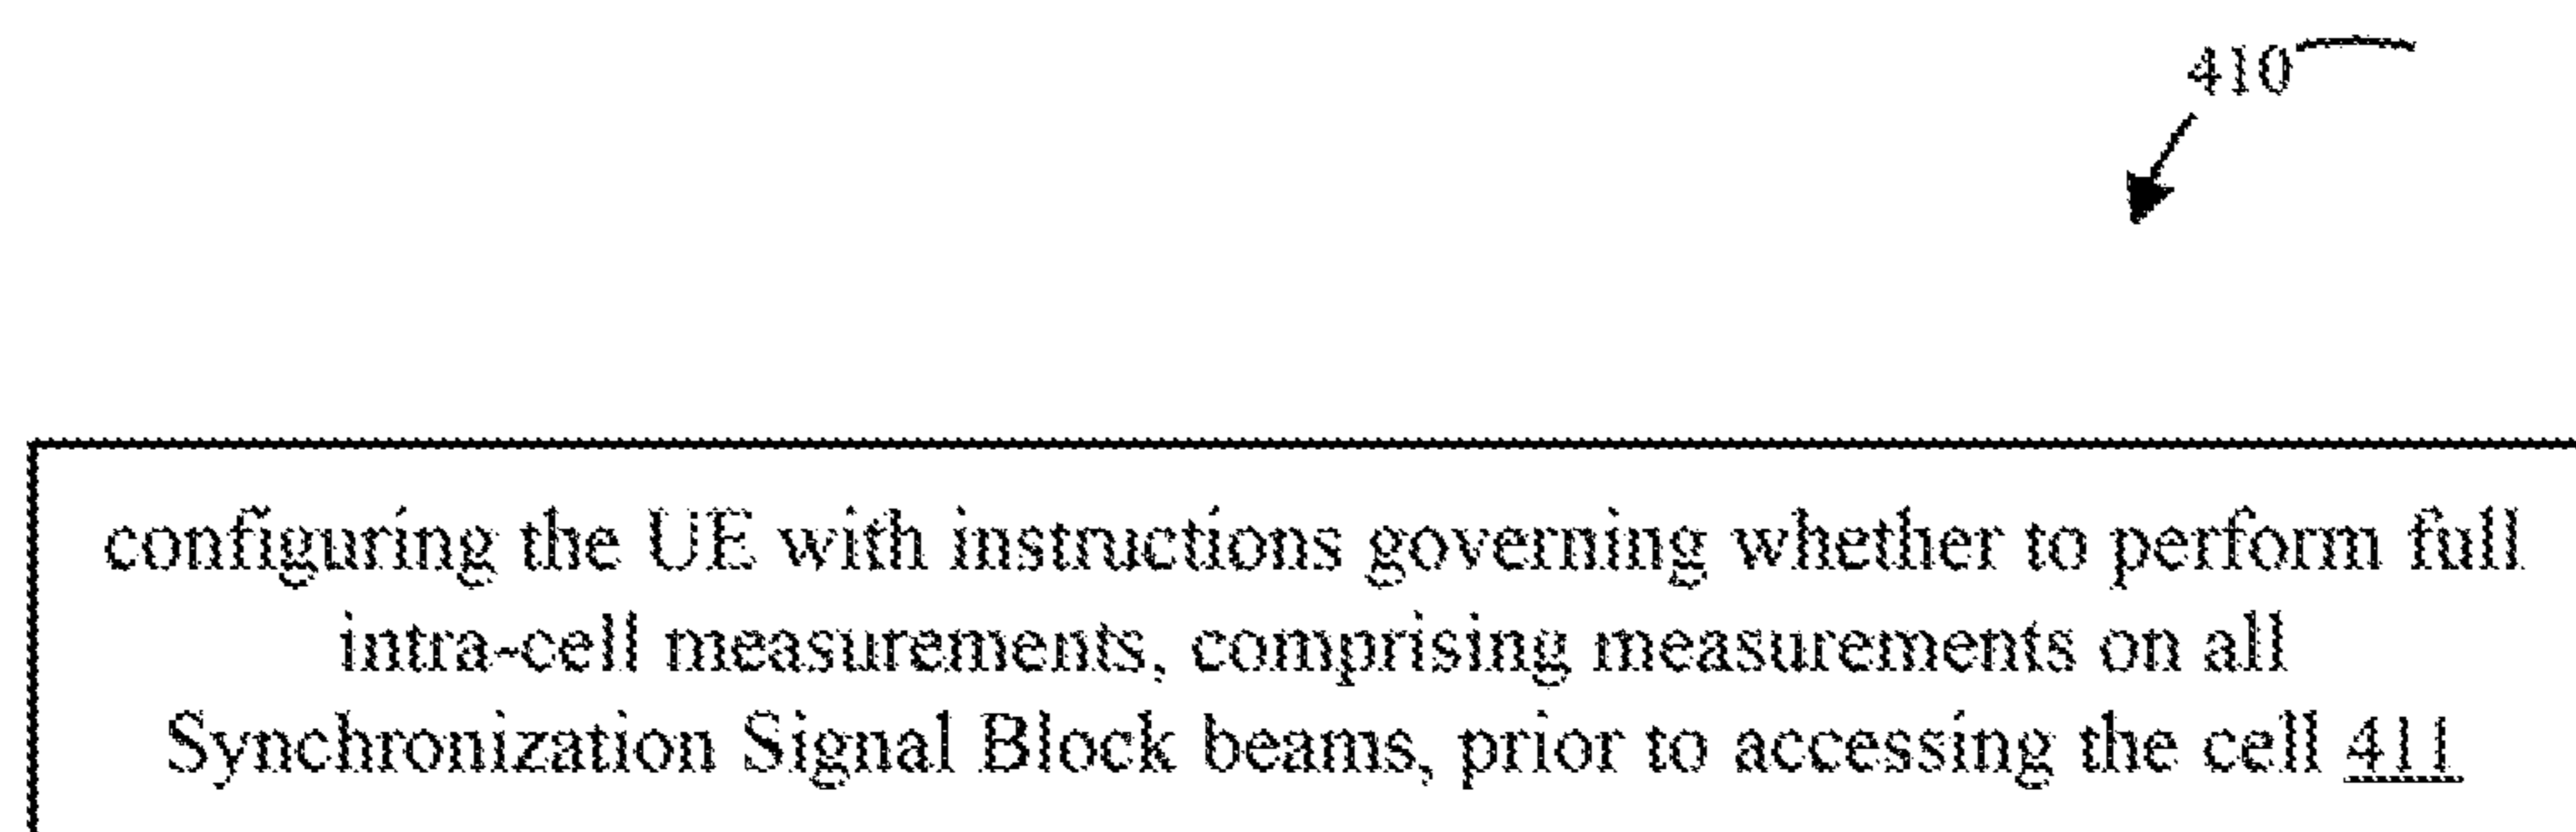 410
configuring the UE with instructions governing whether to perform full
intra-cell measurements, comprising measurements on all
Synchronization Signal Block beams, prior to accessing the cell 411